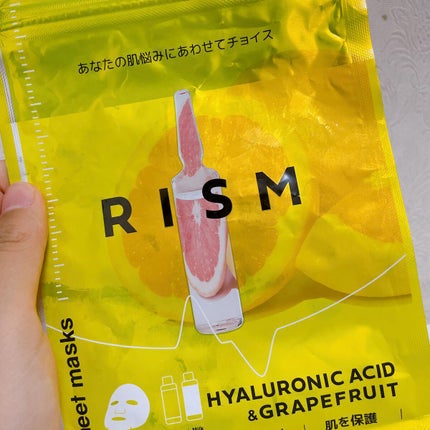 あなたの肌悩みにあわせてチョイス
RISM
HYALURONIC ACID
&GRAPEFRUIT
肌を保護
masks